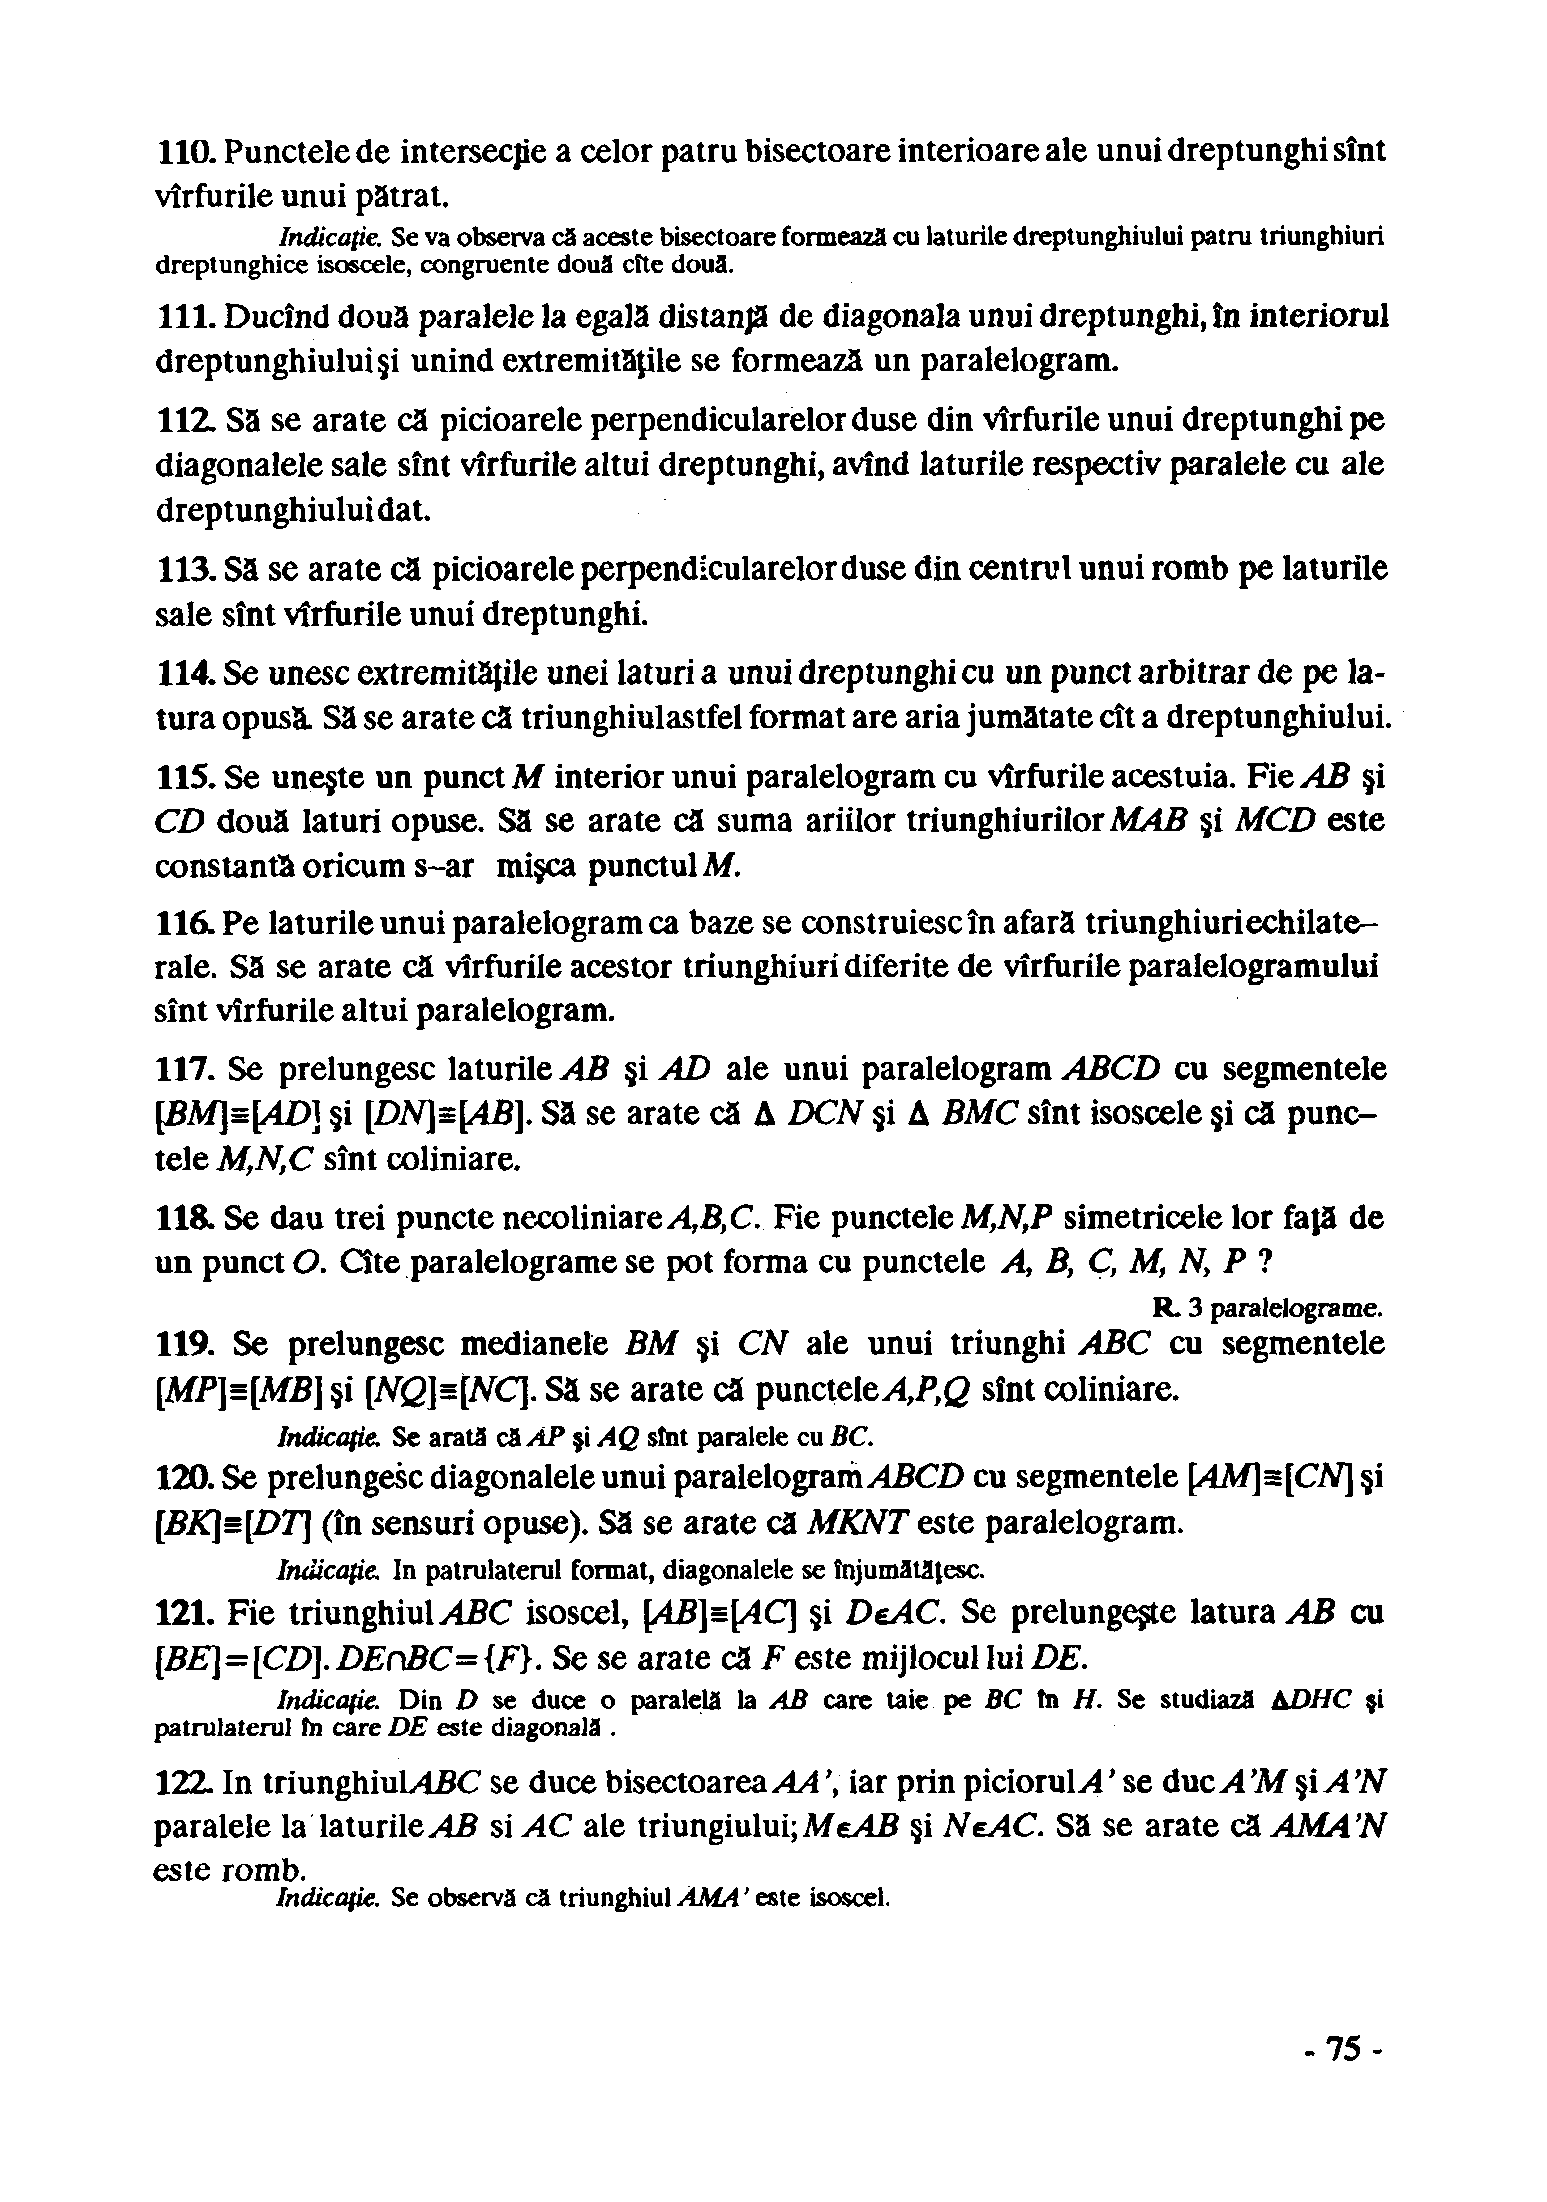 110. Punctele de intersecţie a celor patru bisectoare interioare ale unui dreptunghi sînt
vîrfurile unui pătrat.
Indicaţie. Se va observa că aceste bisectoare formează cu laturile dreptunghiului patru triunghiuri
dreptunghice isoscele, congruente două cîte două.
111. Ducînd două paralele la egală distanţă de diagonala unui dreptunghi, în interiorul
dreptunghiului şi unind extremităţile se formează un paralelogram.
112. Să se arate că picioarele perpendicularelor duse din vîrfurile unui dreptunghi pe
diagonalele sale sînt vîrfurile altui dreptunghi, avînd laturile respectiv paralele cu ale
dreptunghiului dat.
113. Să se arate că picioarele perpendicularelor duse din centrul unui romb pe laturile
sale sînt vîrfurile unui dreptunghi.
114. Se unesc extremităţile unei laturi a unui dreptunghi cu un punct arbitrar de pe la-
tura opusă. Să se arate că triunghiul astfel format are aria jumătate cît a dreptunghiului.
115. Se uneşte un punct M interior unui paralelogram cu vîrfurile acestuia. Fie AB şi
CD două laturi opuse. Să se arate că suma ariilor triunghiurilor MAB şi MCD este
constantă oricum s–ar mişca punctul M.
116. Pe laturile unui paralelogram ca baze se construiesc în afară triunghiuri echilate–
rale. Să se arate că vîrfurile acestor triunghiuri diferite de vîrfurile paralelogramului
sînt vîrfurile altui paralelogram.
117. Se prelungesc laturile AB şi AD ale unui paralelogram ABCD cu segmentele
[BM]≡[AD] şi [DN]≡[AB]. Să se arate că Δ DCN şi Δ BMC sînt isoscele şi că punc–
tele M,N,C sînt coliniare.
118. Se dau trei puncte necoliniare A,B,C. Fie punctele M,N,P simetricele lor faţă de
un punct O. Cîte paralelograme se pot forma cu punctele A, B, C, M, N, P ?
R. 3 paralelograme.
119. Se prelungesc medianele BM şi CN ale unui triunghi ABC cu segmentele
[MP]≡[MB] şi [NQ]≡[NC]. Să se arate că punctele A,P,Q sînt coliniare.
Indicaţie. Se arată că AP şi AQ sînt paralele cu BC.
120. Se prelungesc diagonalele unui paralelogram ABCD cu segmentele [AM]≡[CN] şi
[BK]≡[DT] (în sensuri opuse). Să se arate că MKNT este paralelogram.
Indicaţie. In patrulaterul format, diagonalele se înjumătăţesc.
121. Fie triunghiul ABC isoscel, [AB]≡[AC] şi D∈AC. Se prelungeşte latura AB cu
[BE]=[CD]. DE∩BC={F}. Se se arate că F este mijlocul lui DE.
Indicaţie. Din D se duce o paralelă la AB care taie pe BC în H. Se studiază ΔDHC şi
patrulaterul în care DE este diagonală .
122. In triunghiul ABC se duce bisectoarea AA', iar prin piciorul A' se duc A'M şi A'N
paralele la laturile AB si AC ale triungiului; M∈AB şi N∈AC. Să se arate că AMA'N
este romb.
Indicaţie. Se observă că triunghiul AMA' este isoscel.
- 75 -